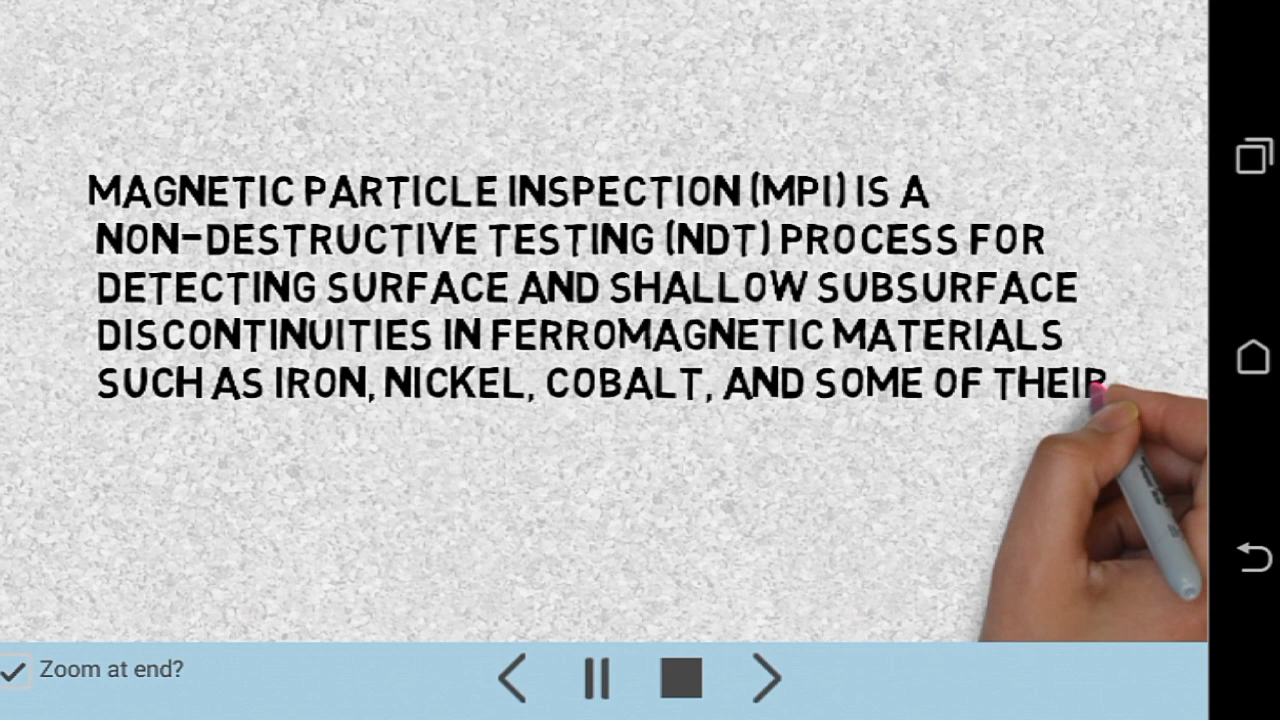 MAGNETIC PARTICLE INSPECTION (MPI) IS A
NON-DESTRUCTIVE TESTING (NDT) PROCESS FOR
DETECTING SURFACE AND SHALLOW SUBSURFACE
DISCONTINUITIES IN FERROMAGNETIC MATERIALS
SUCH AS IRON, NICKEL, COBALT, AND SOME OF THEIR
Zoom at end?